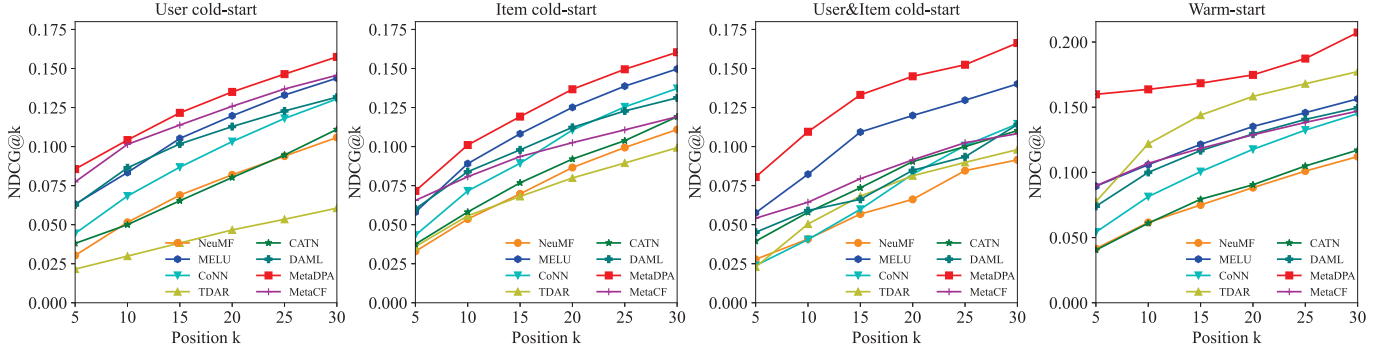 User cold-start
NDCG@k
0.175
0.150
0.125
0.100
0.075
0.050
0.025
0.000
NeuMF
MELU
CoNN
TDAR
CATN
DAML
MetaDPA
MetaCF
5 10 15 20 25 30
Position k
Item cold-start
NDCG@k
0.175
0.150
0.125
0.100
0.075
0.050
0.025
0.000
NeuMF
MELU
CoNN
TDAR
CATN
DAML
MetaDPA
MetaCF
5 10 15 20 25 30
Position k
User&Item cold-start
NDCG@k
0.175
0.150
0.125
0.100
0.075
0.050
0.025
0.000
NeuMF
MELU
CoNN
TDAR
CATN
DAML
MetaDPA
MetaCF
5 10 15 20 25 30
Position k
Warm-start
NDCG@k
0.200
0.150
0.100
0.050
0.000
NeuMF
MELU
CoNN
TDAR
CATN
DAML
MetaDPA
MetaCF
5 10 15 20 25 30
Position k